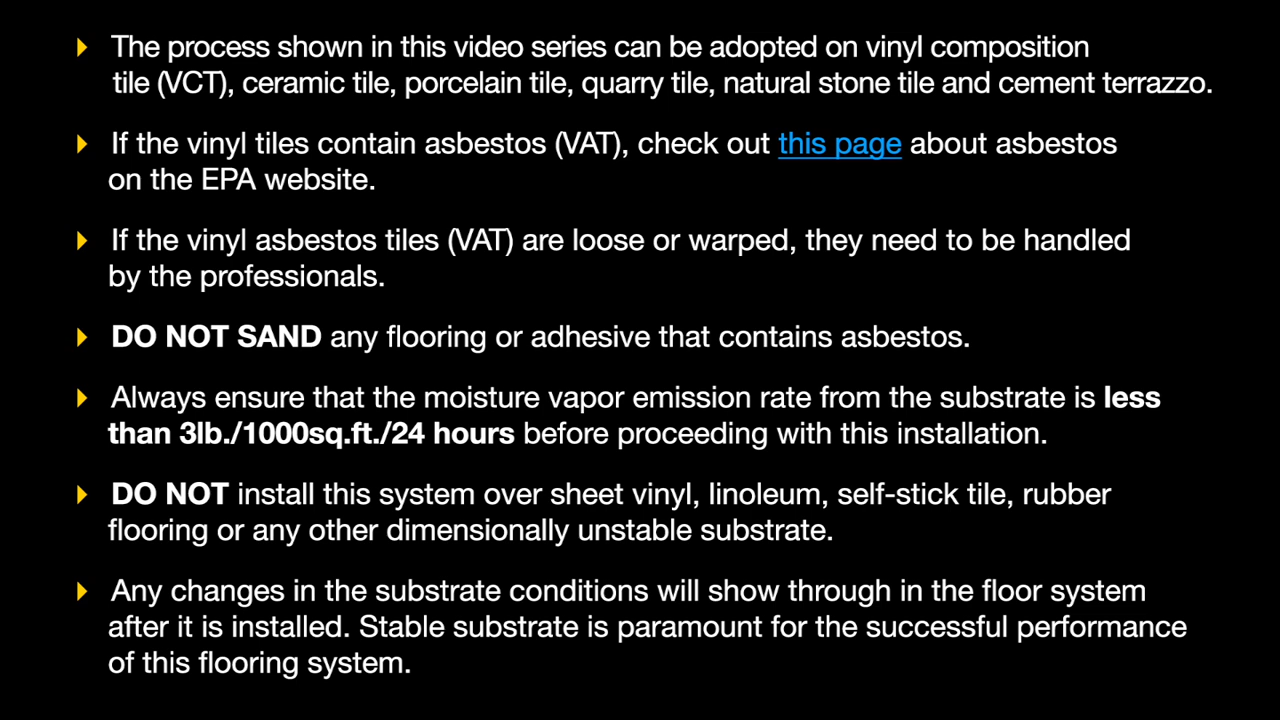 The process shown in this video series can be adopted on vinyl composition
tile (VCT), ceramic tile, porcelain tile, quarry tile, natural stone tile and cement terrazzo.
If the vinyl tiles contain asbestos (VAT), check out this page about asbestos
on the EPA website.
If the vinyl asbestos tiles (VAT) are loose or warped, they need to be handled
by the professionals.
DO NOT SAND any flooring or adhesive that contains asbestos.
Always ensure that the moisture vapor emission rate from the substrate is less
than 3lb./1000sq.ft./24 hours before proceeding with this installation.
DO NOT install this system over sheet vinyl, linoleum, self-stick tile, rubber
flooring or any other dimensionally unstable substrate.
Any changes in the substrate conditions will show through in the floor system
after it is installed. Stable substrate is paramount for the successful performance
of this flooring system.